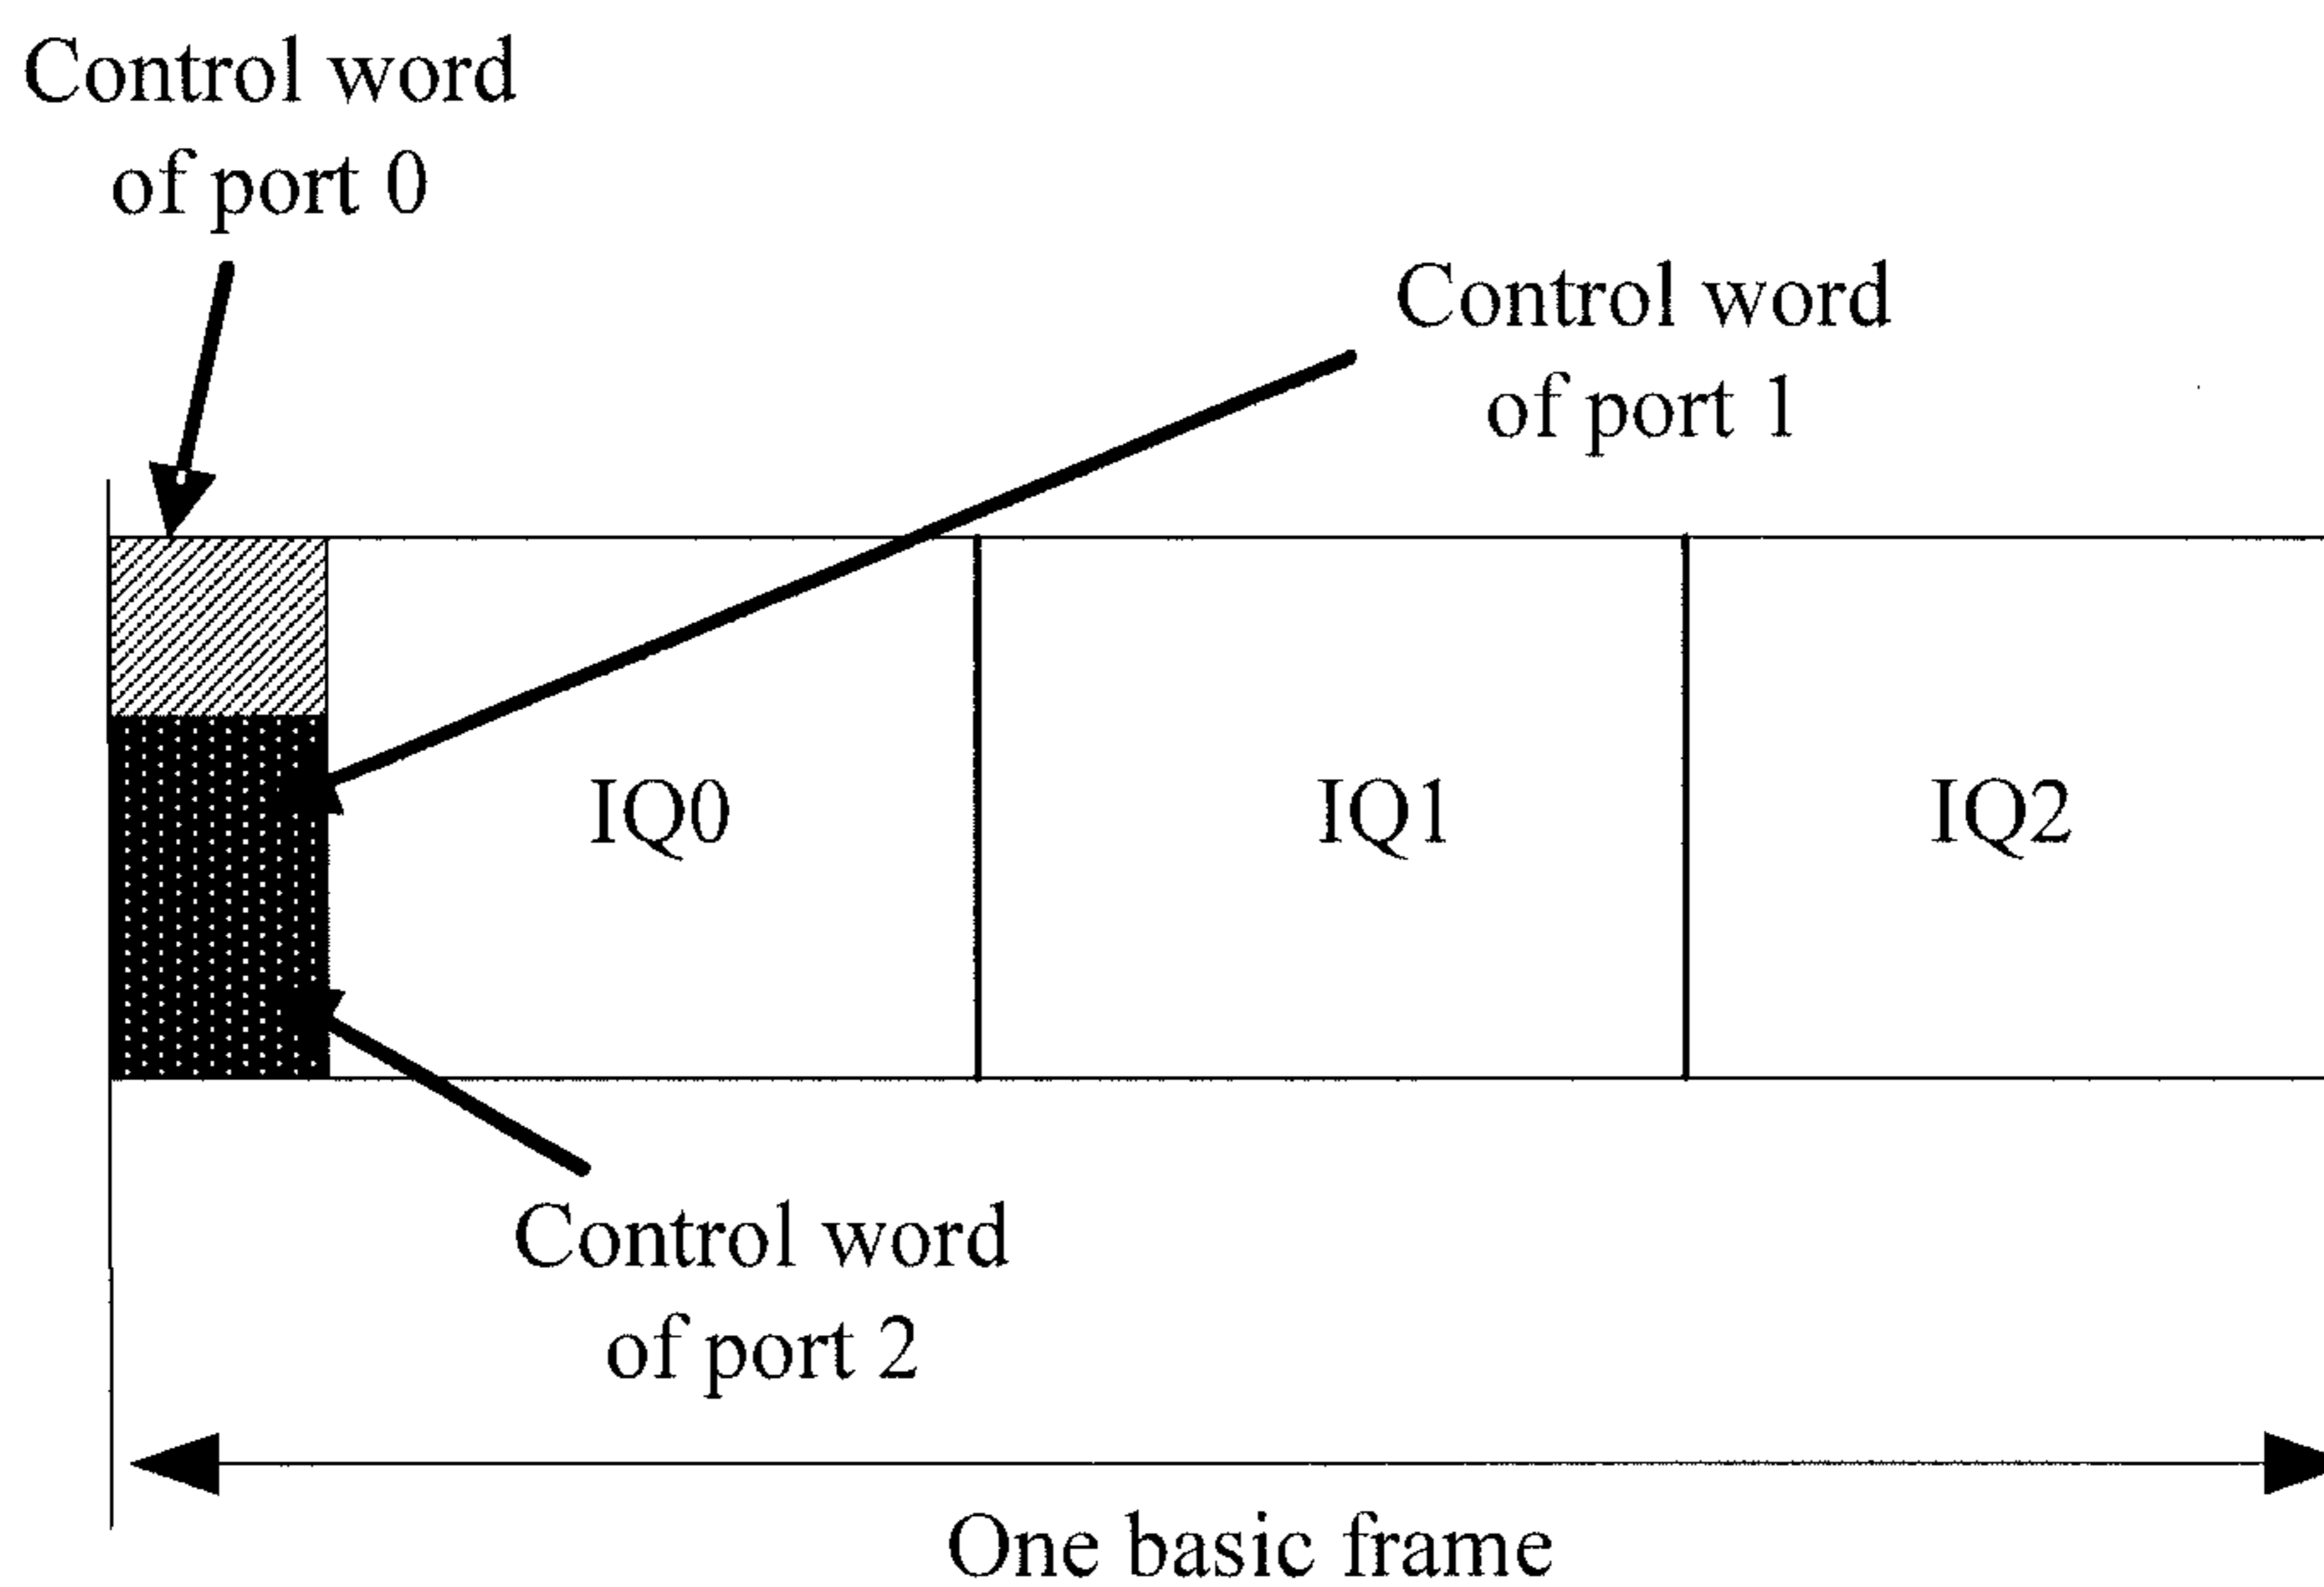 Control word
of port 0
Control word
of port 1
IQ0
IQ1
IQ2
Control word
of port 2
One basic frame